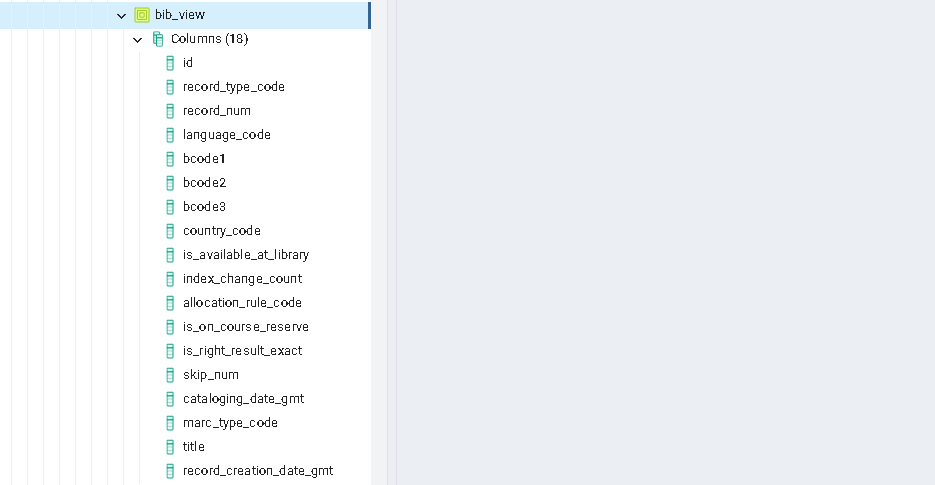 bib_view
Columns (18)
id
record_type_code
record_num
language_code
bcode1
bcode2
bcode3
country_code
is_available_at_library
index_change_count
allocation_rule_code
is_on_course_reserve
is_right_result_exact
skip_num
cataloging_date_gmt
marc_type_code
title
record_creation_date_gmt